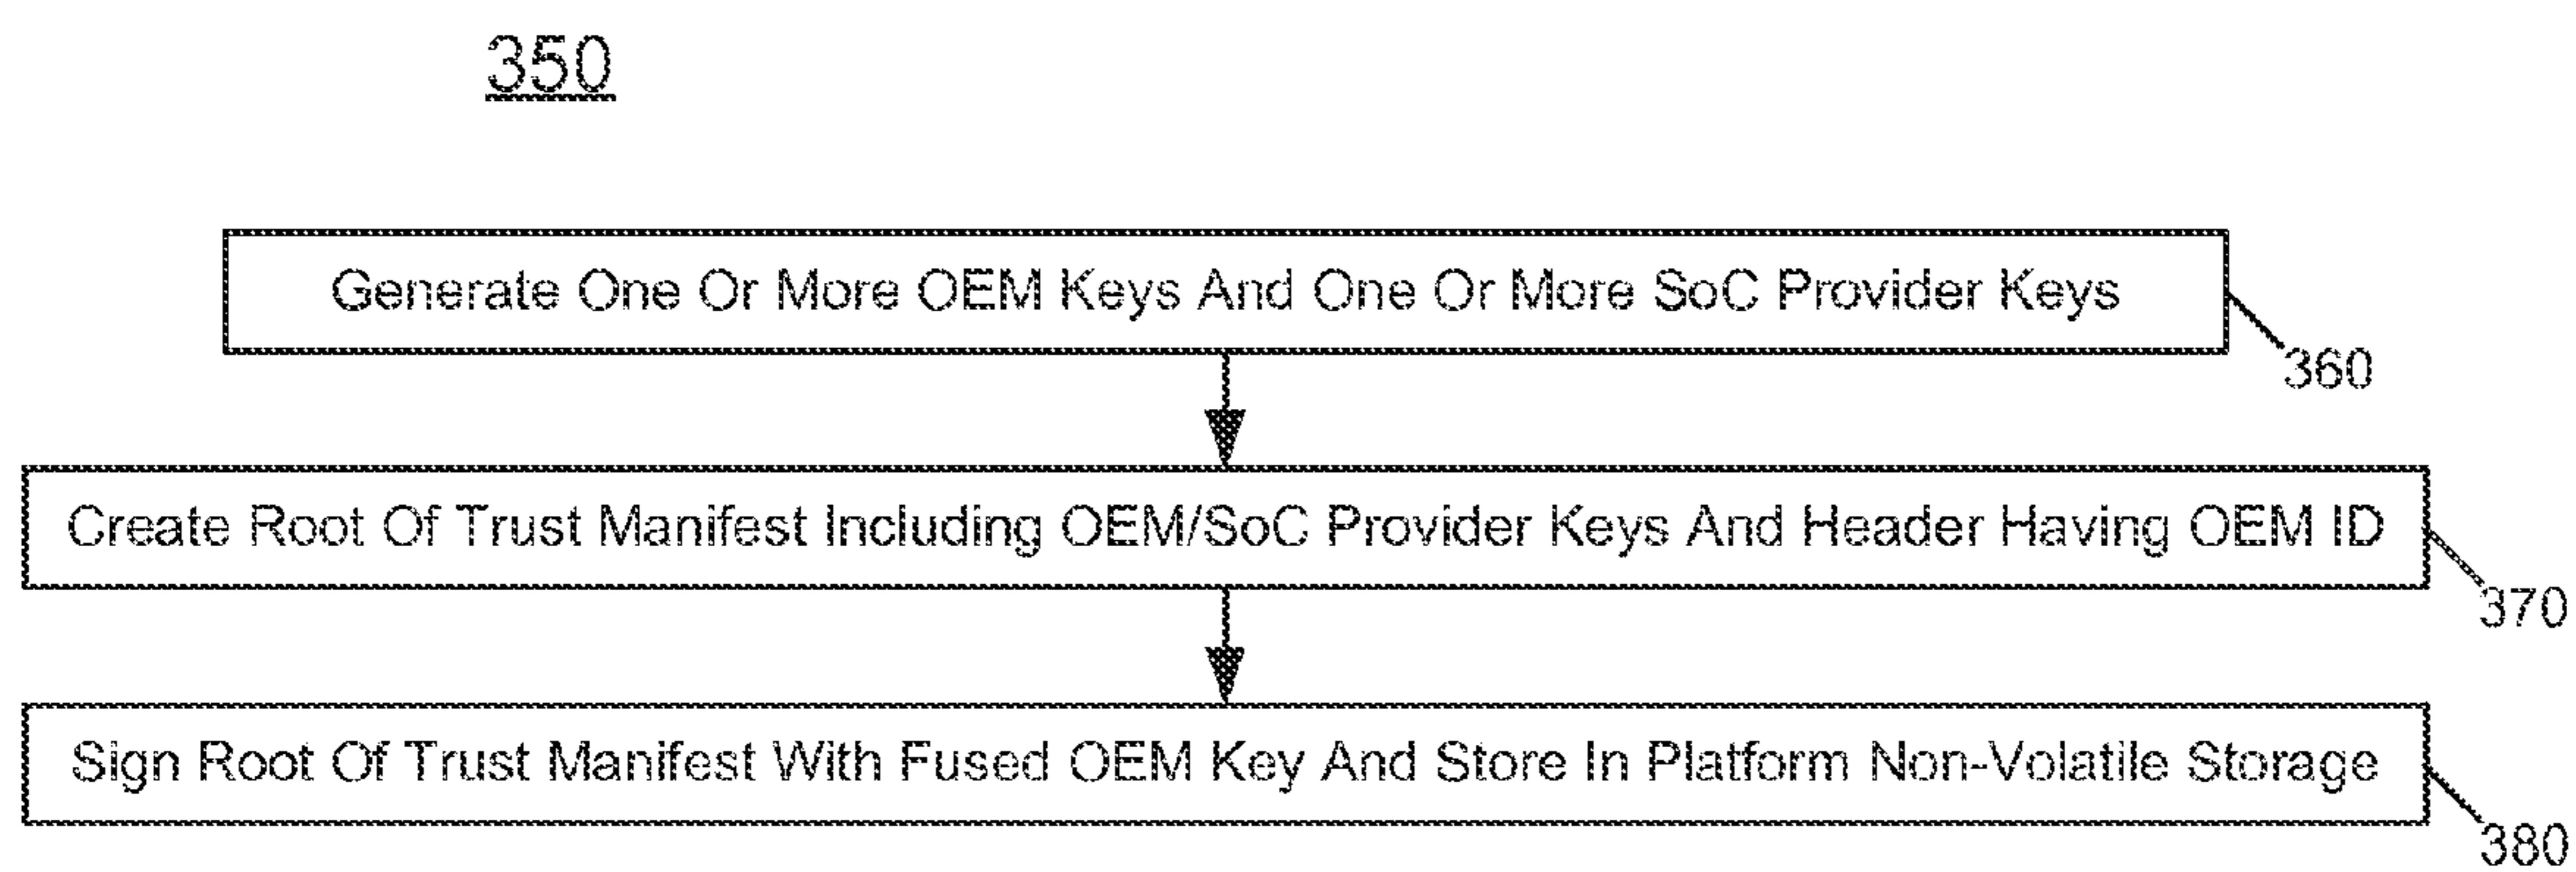 350
Generate One Or More OEM Keys And One Or More SoC Provider Keys
360
Create Root Of Trust Manifest Including OEM/SoC Provider Keys And Header Having OEM ID
370
Sign Root Of Trust Manifest With Fused OEM Key And Store In Platform Non-Volatile Storage
380